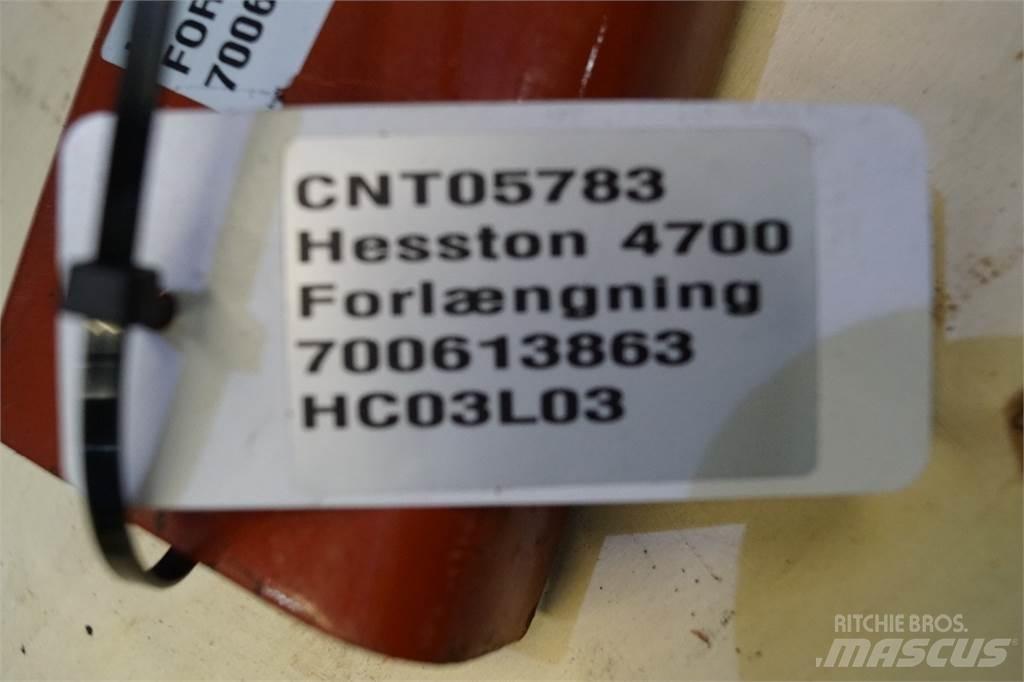 FOR
7006
CNT05783
Hesston 4700
Forlængning
700613863
HC03L03
RITCHIE BROS.
MASCUS